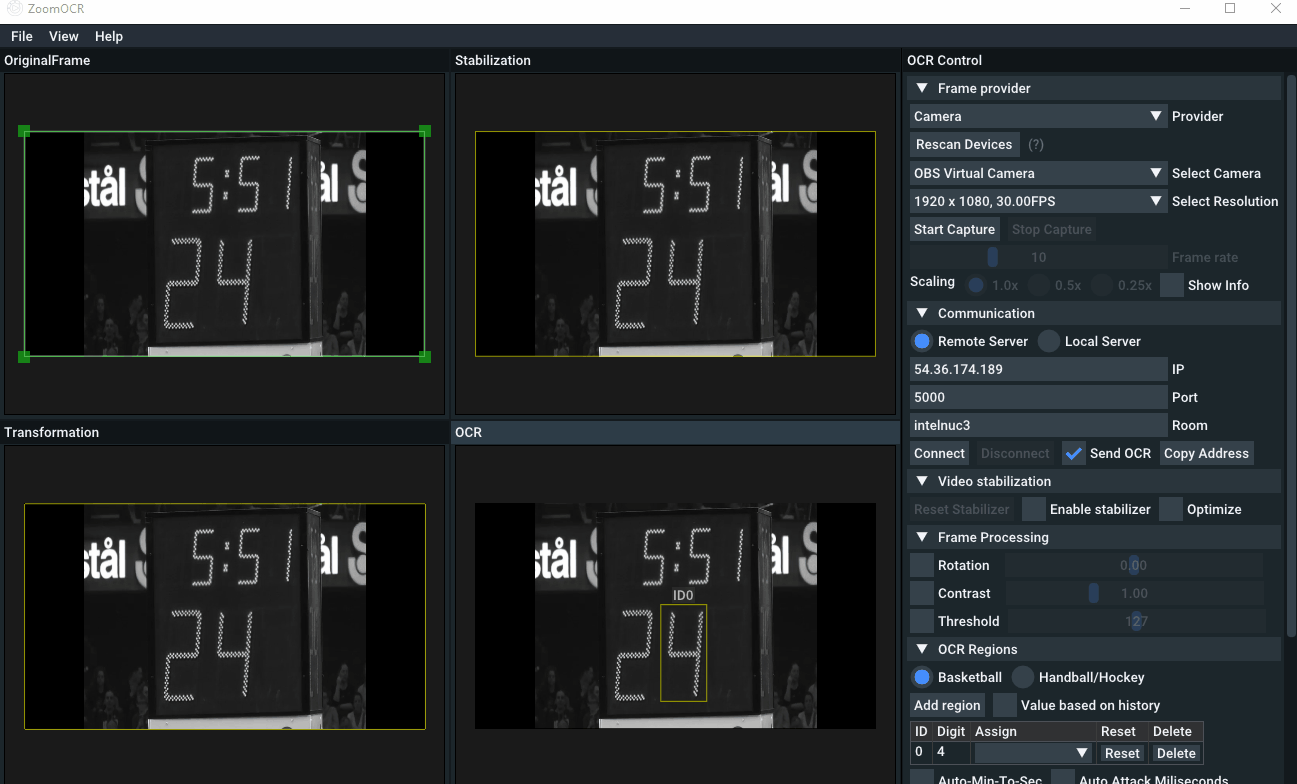 ZoomOCR
File View Help
OriginalFrame
stål
5:51
ål S
24
Stabilization
stål
5:51
ål S
24
Transformation
stål
5:51
ål S
24
OCR
stål
5:51
ål S
ID0
24
OCR Control
Frame provider
Camera Provider
Rescan Devices (?)
OBS Virtual Camera Select Camera
1920 x 1080, 30.00FPS Select Resolution
Start Capture Stop Capture
10 Frame rate
Scaling 1.0x 0.5x 0.25x Show Info
Communication
Remote Server Local Server
54.36.174.189 IP
5000 Port
intelnuc3 Room
Connect Disconnect Send OCR Copy Address
Video stabilization
Reset Stabilizer Enable stabilizer Optimize
Frame Processing
Rotation 0.00
Contrast 1.00
Threshold 127
OCR Regions
Basketball Handball/Hockey
Add region Value based on history
ID Digit Assign Reset Delete
0 4 Reset Delete
Auto-Min-To-Sec Auto Attack Miliseconds